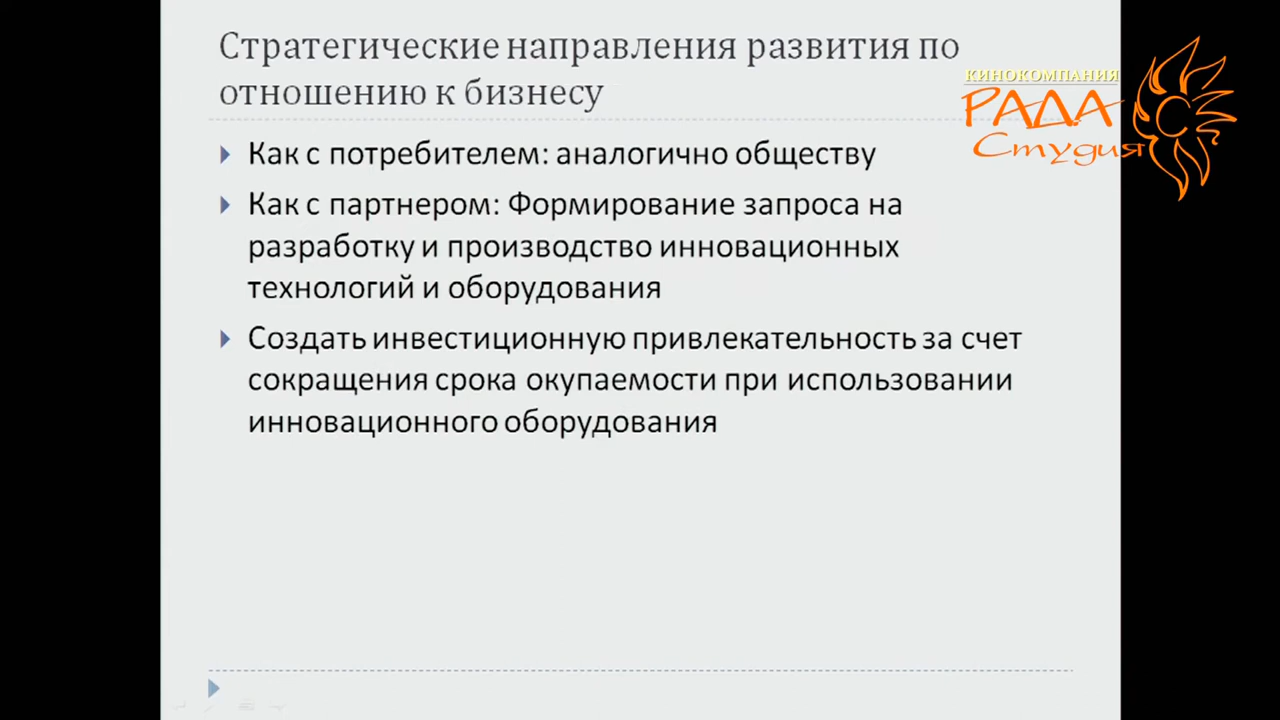 Стратегические направления развития по
отношению к бизнесу
КИНОКОМПАНИЯ
РАДА
Студия
Как с потребителем: аналогично обществу
Как с партнером: Формирование запроса на
разработку и производство инновационных
технологий и оборудования
Создать инвестиционную привлекательность за счет
сокращения срока окупаемости при использовании
инновационного оборудования